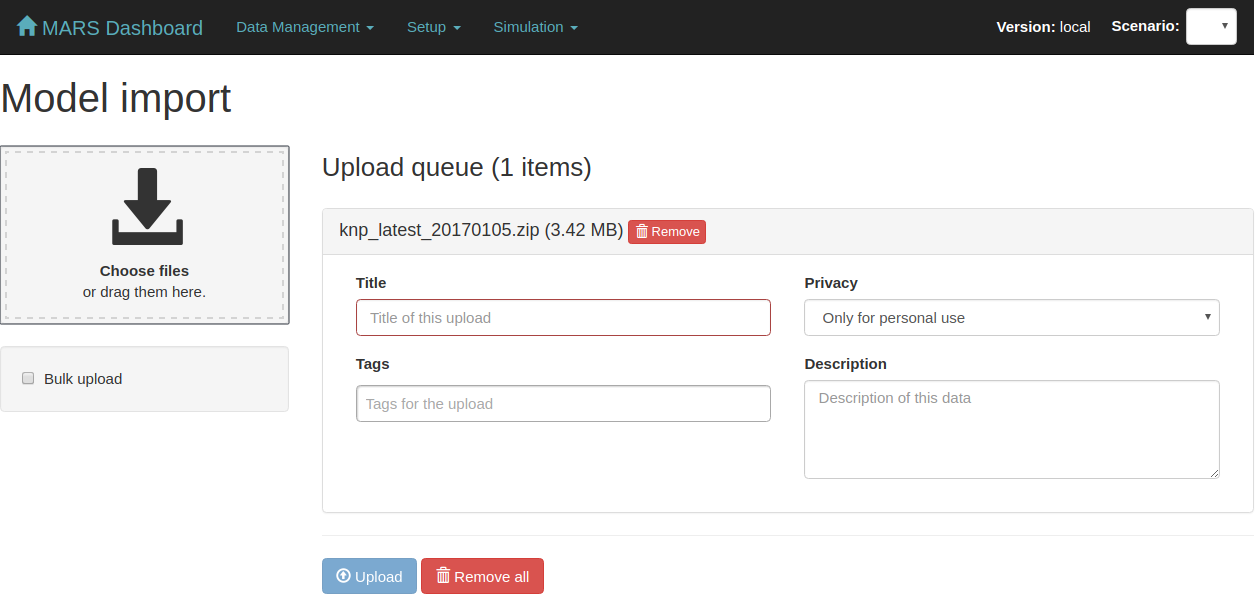 MARS Dashboard Data Management Setup Simulation Version: local Scenario:
Model import
Choose files
or drag them here.
Bulk upload
Upload queue (1 items)
knp_latest_20170105.zip (3.42 MB) Remove
Title Privacy
Title of this upload Only for personal use
Tags Description
Tags for the upload Description of this data
Upload Remove all